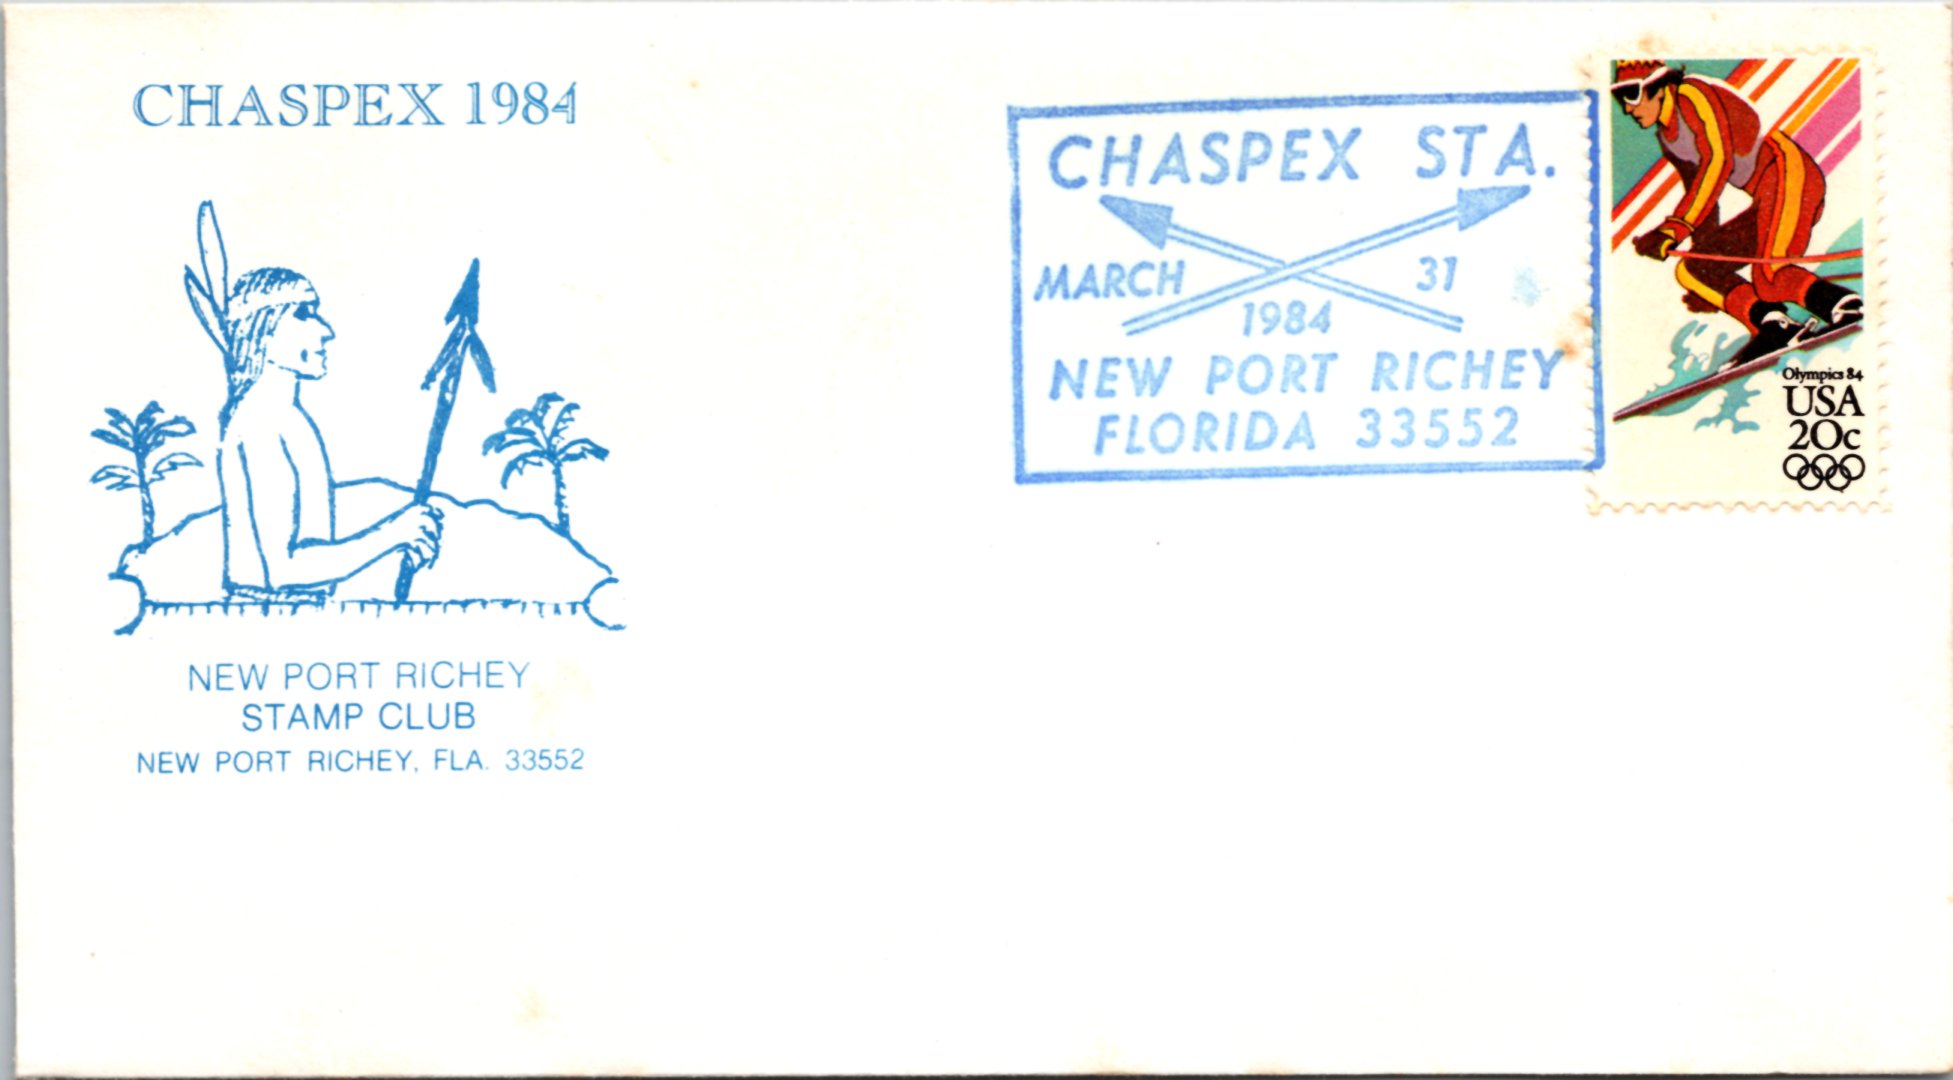 CHASPEX 1984
NEW PORT RICHEY
STAMP CLUB
NEW PORT RICHEY, FLA. 33552
CHASPEX STA.
MARCH 31
1984
NEW PORT RICHEY
FLORIDA 33552
Olympics 84
USA
20c